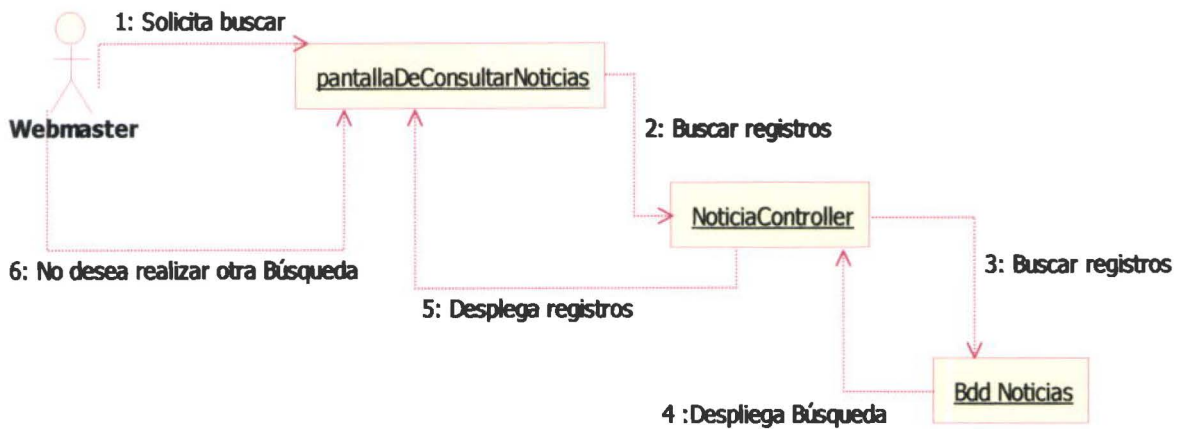 1: Solicita buscar
pantallaDeConsultarNoticias
Webmaster
2: Buscar registros
NoticiaController
6: No desea realizar otra Búsqueda
3: Buscar registros
5: Desplega registros
Bdd Noticias
4 :Despliega Búsqueda